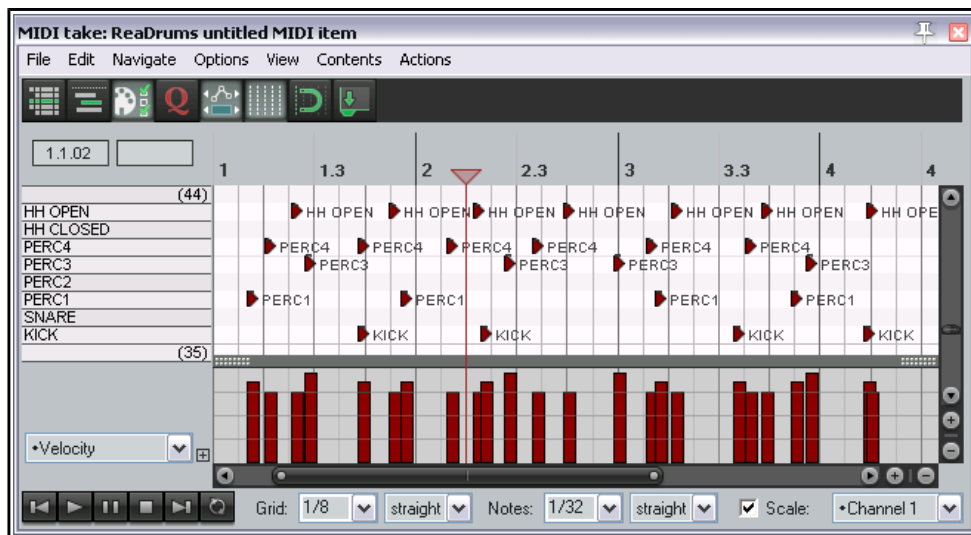 MIDI take: ReaDrums untitled MIDI item
File Edit Navigate Options View Contents Actions
Q
1.1.02
1 1.3 2 2.3 3 3.3 4 4
(44)
HH OPEN HH OPEN HH OPEN HH OPEN HH OPEN HH OPEN HH OPEN HH OPE
HH CLOSED
PERC4 PERC4 PERC4 PERC4 PERC4 PERC4 PERC4
PERC3 PERC3 PERC3 PERC3 PERC3
PERC2
PERC1 PERC1 PERC1 PERC1 PERC1
SNARE
KICK KICK KICK KICK KICK
(35)
•Velocity
Grid: 1/8 straight Notes: 1/32 straight Scale: •Channel 1